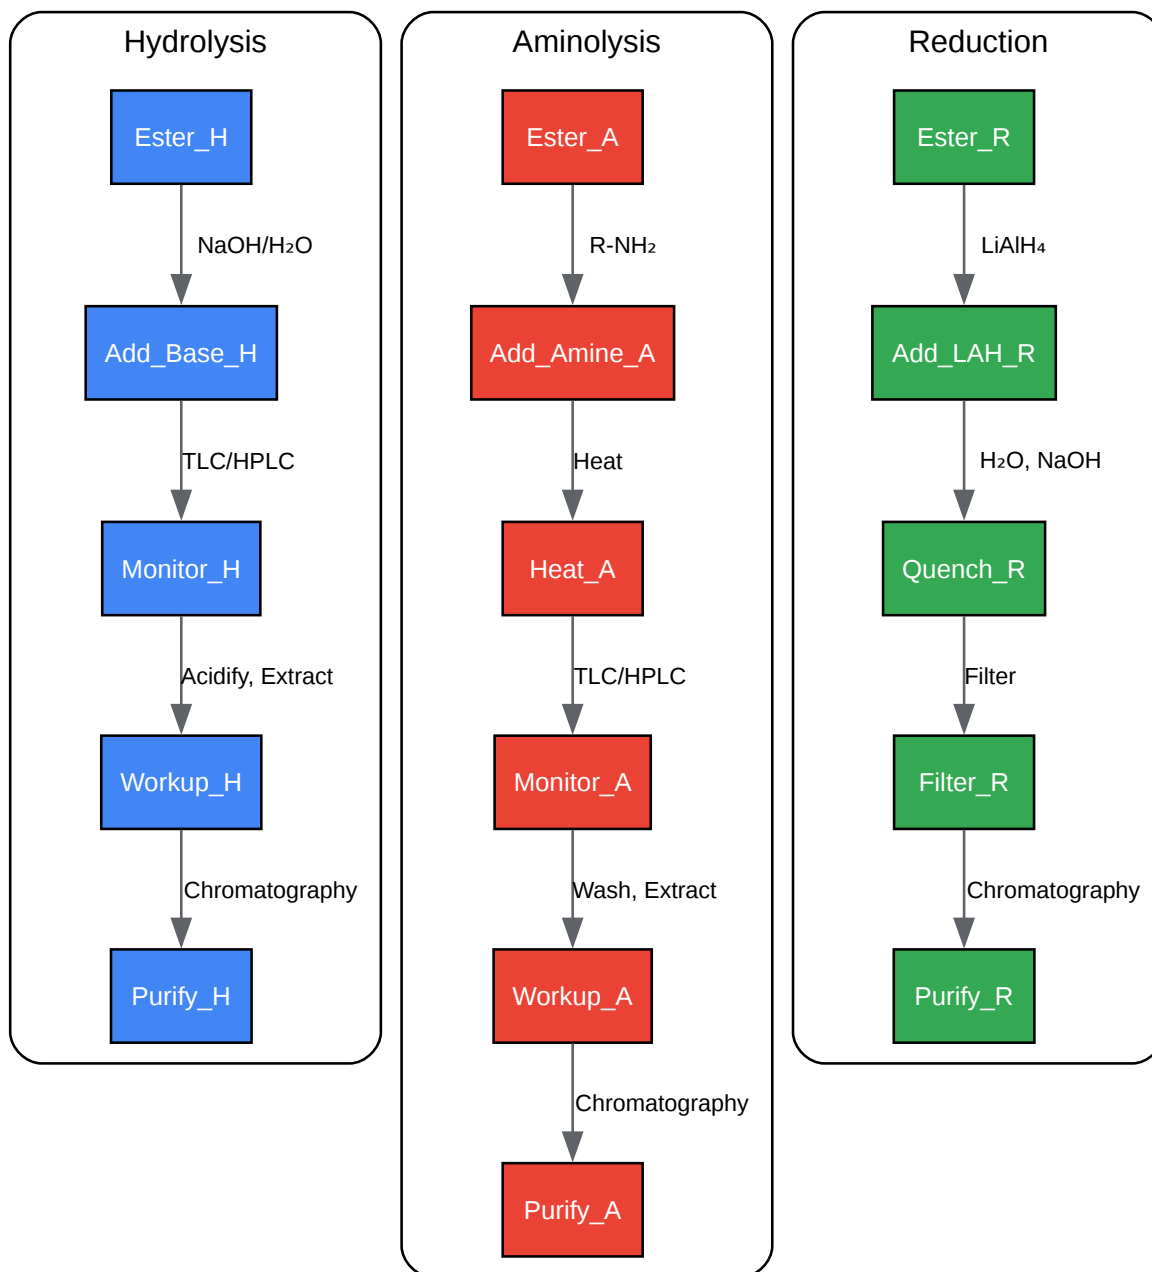 Hydrolysis
Ester_H
NaOH/H₂O
Add_Base_H
TLC/HPLC
Monitor_H
Acidify, Extract
Workup_H
Chromatography
Purify_H
Aminolysis
Ester_A
R-NH₂
Add_Amine_A
Heat
Heat_A
TLC/HPLC
Monitor_A
Wash, Extract
Workup_A
Chromatography
Purify_A
Reduction
Ester_R
LiAlH₄
Add_LAH_R
H₂O, NaOH
Quench_R
Filter
Filter_R
Chromatography
Purify_R